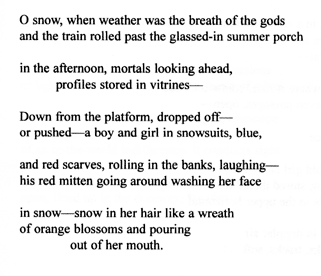 O snow, when weather was the breath of the gods
and the train rolled past the glassed-in summer porch
in the afternoon, mortals looking ahead,
profiles stored in vitrines—
Down from the platform, dropped off—
or pushed—a boy and girl in snowsuits, blue,
and red scarves, rolling in the banks, laughing—
his red mitten going around washing her face
in snow—snow in her hair like a wreath
of orange blossoms and pouring
out of her mouth.